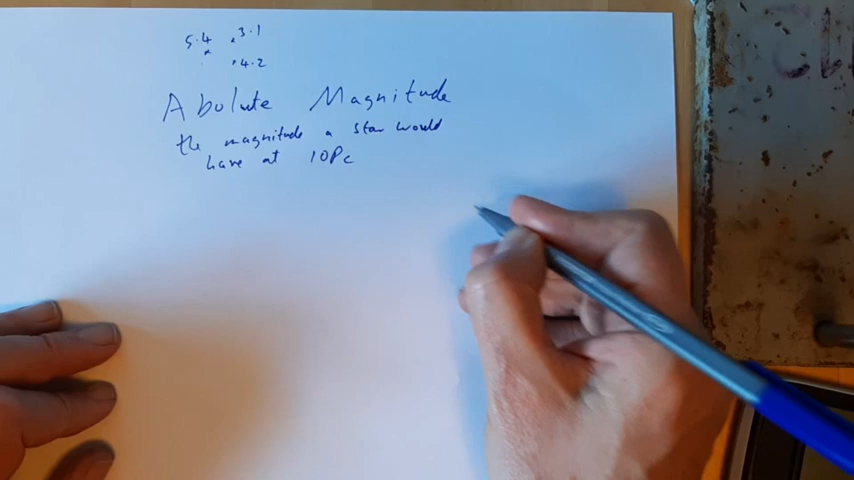 5.4 3.1
4.2
Abolute Magnitude
the magnitude a star would
have at 10Pc